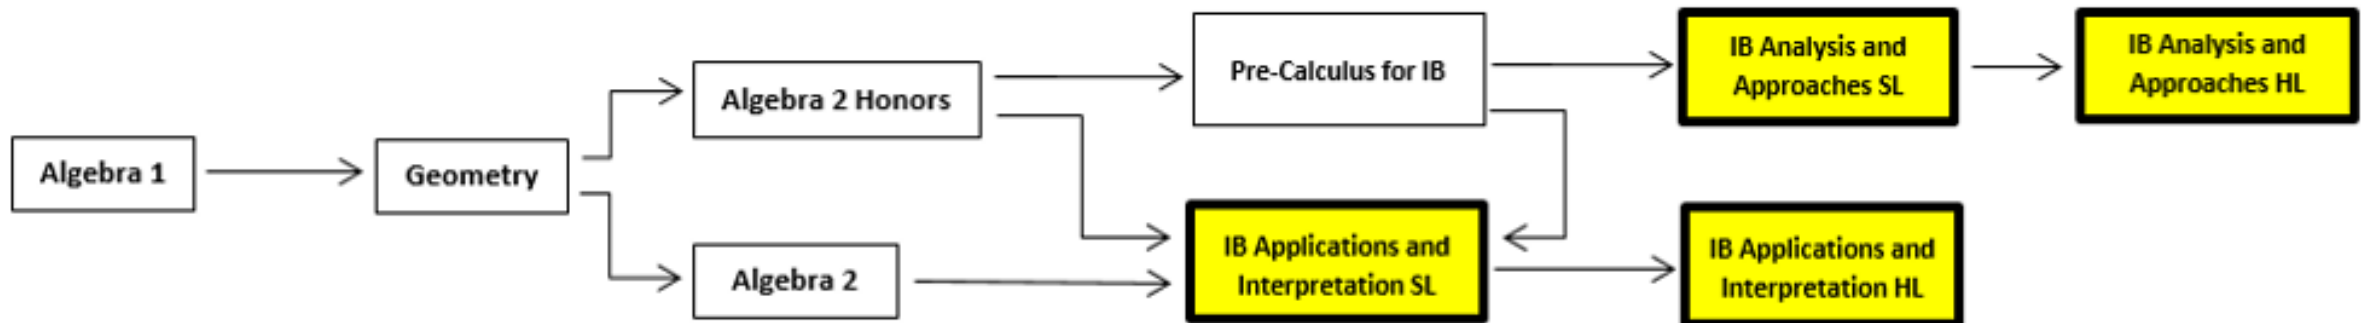 Algebra 1
Geometry
Algebra 2 Honors
Algebra 2
Pre-Calculus for IB
IB Applications and
Interpretation SL
IB Analysis and
Approaches SL
IB Applications and
Interpretation HL
IB Analysis and
Approaches HL